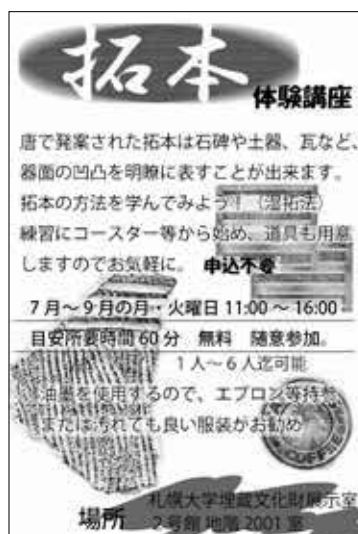 拓本
体験講座
唐で発案された拓本は石碑や土器、瓦など、
器面の凹凸を明瞭に表すことが出来ます。
拓本の方法を学んでみよう！（湿拓法）
練習にコースター等から始め、道具も用意
しますのでお気軽に。 申込不必
7月～9月の月・火曜日 11:00～16:00
目安所要時間 60分 無料 随意参加。
1人～6人迄可能
油墨を使用するので、エプロン等持参
または汚れても良い服装がお勧め
場所 札幌大学埋蔵文化財展示室
2号館 地階 2001室